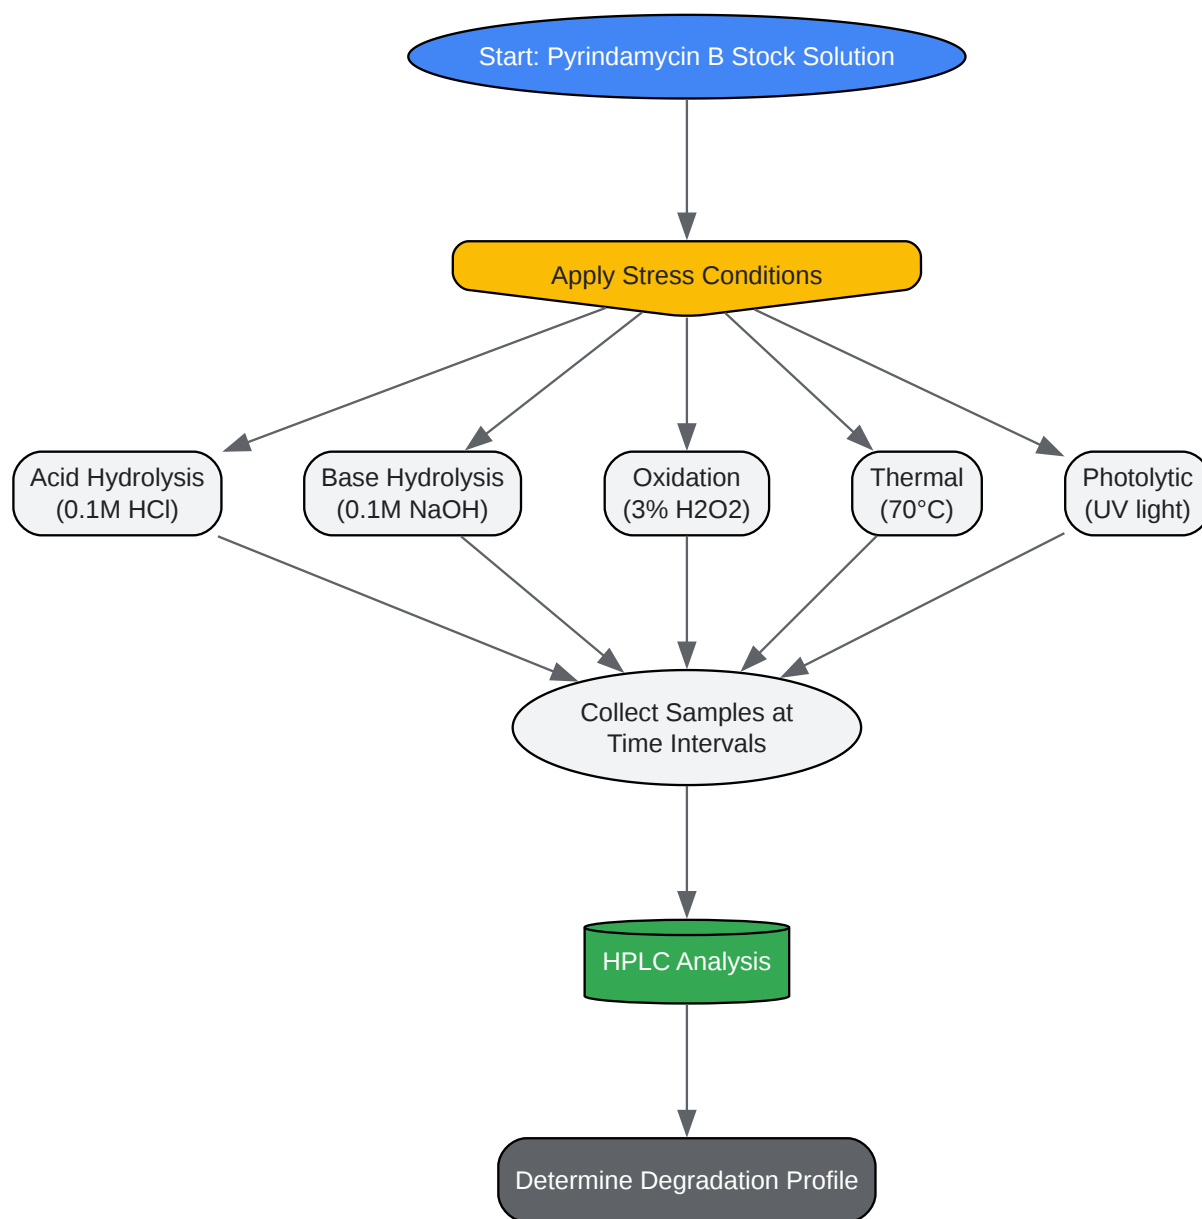 Start: Pyrindamycin B Stock Solution
Apply Stress Conditions
Acid Hydrolysis
(0.1M HCl)
Base Hydrolysis
(0.1M NaOH)
Oxidation
(3% H2O2)
Thermal
(70°C)
Photolytic
(UV light)
Collect Samples at
Time Intervals
HPLC Analysis
Determine Degradation Profile